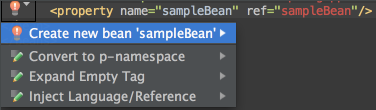 <property name="sampleBean" ref="sampleBean"/>
Create new bean 'sampleBean'
Convert to p-namespace
Expand Empty Tag
Inject Language/Reference